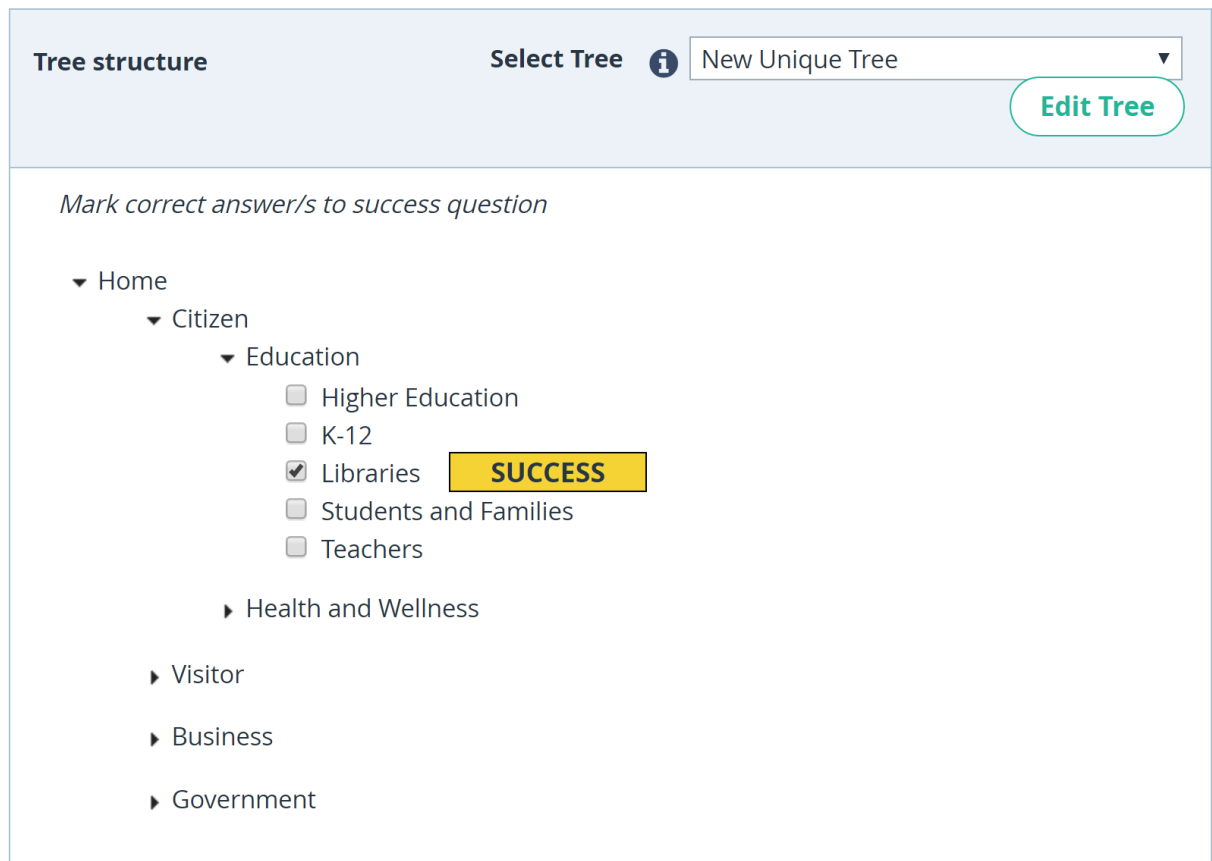 Tree structure
Select Tree
New Unique Tree
Edit Tree
Mark correct answer/s to success question
Home
Citizen
Education
Higher Education
K-12
Libraries SUCCESS
Students and Families
Teachers
Health and Wellness
Visitor
Business
Government